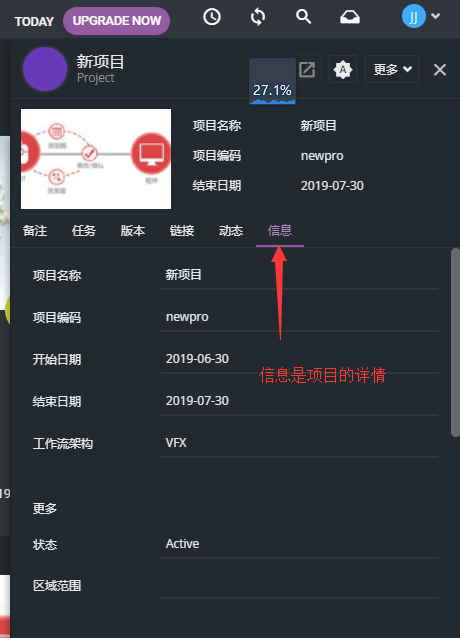 TODAY UPGRADE NOW JJ
新项目
Project
27.1%
A
更多
项目名称 新项目
项目编码 newpro
结束日期 2019-07-30
备注 任务 版本 链接 动态 信息
项目名称 新项目
项目编码 newpro
开始日期 2019-06-30
信息是项目的详情
结束日期 2019-07-30
工作流架构 VFX
更多
状态 Active
区域范围